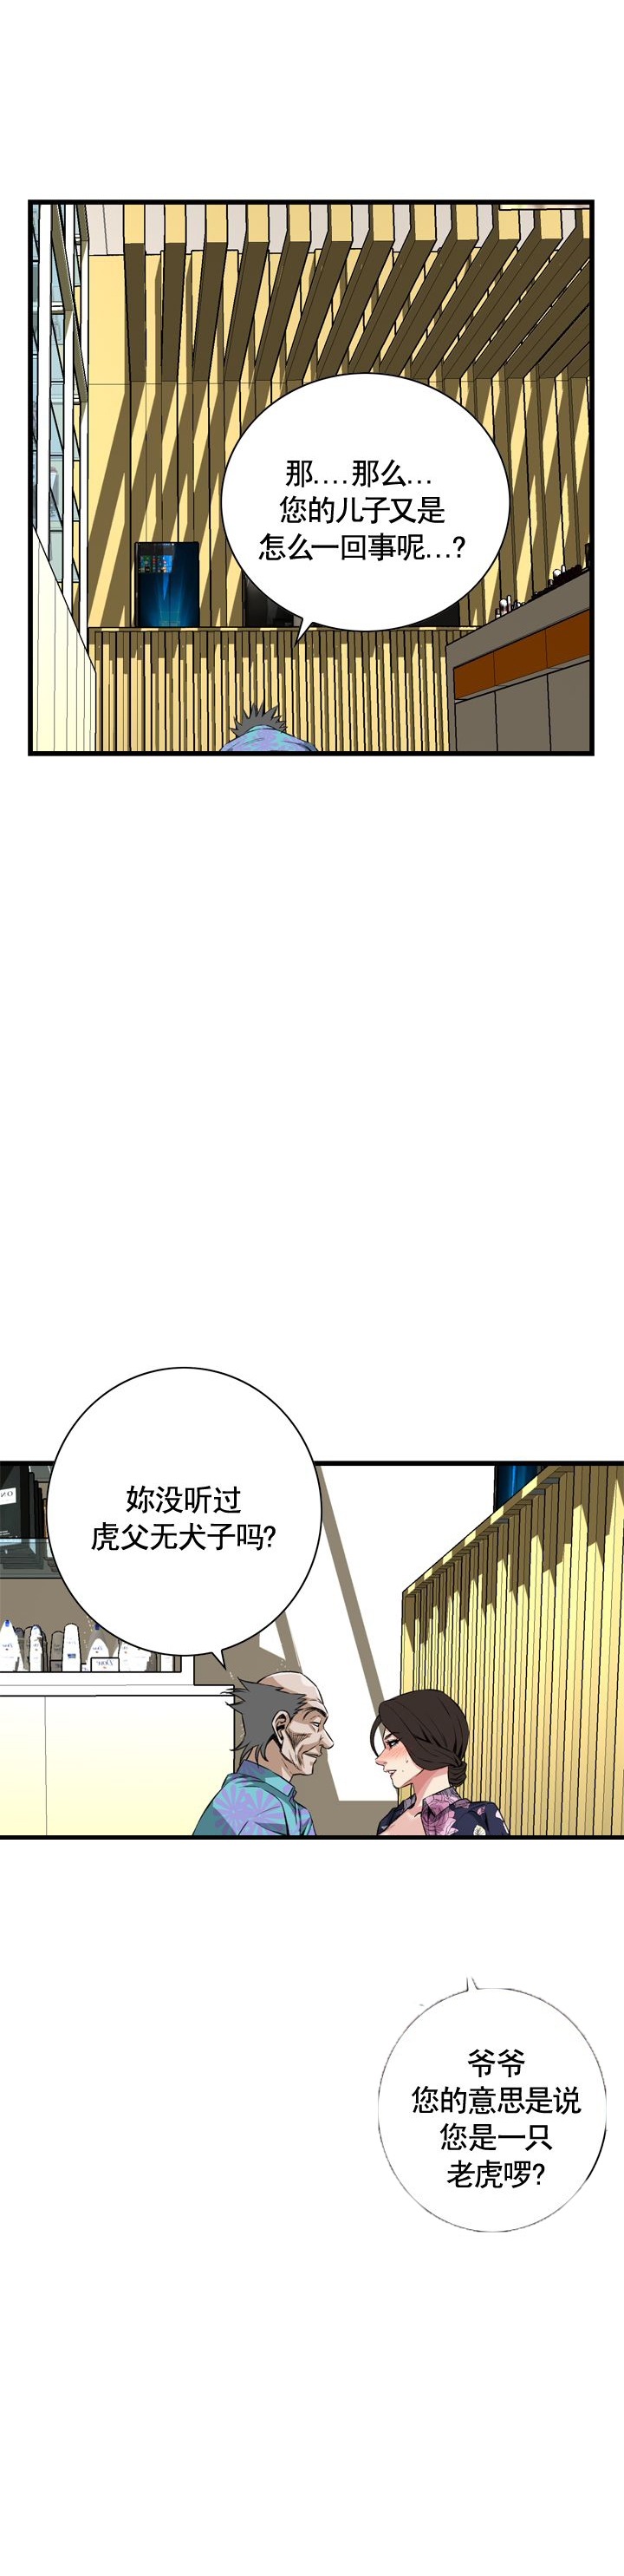 那....那么...
您的儿子又是
怎么一回事呢...?
妳没听过
虎父无犬子吗?
爷爷
您的意思是说
您是一只
老虎啰?